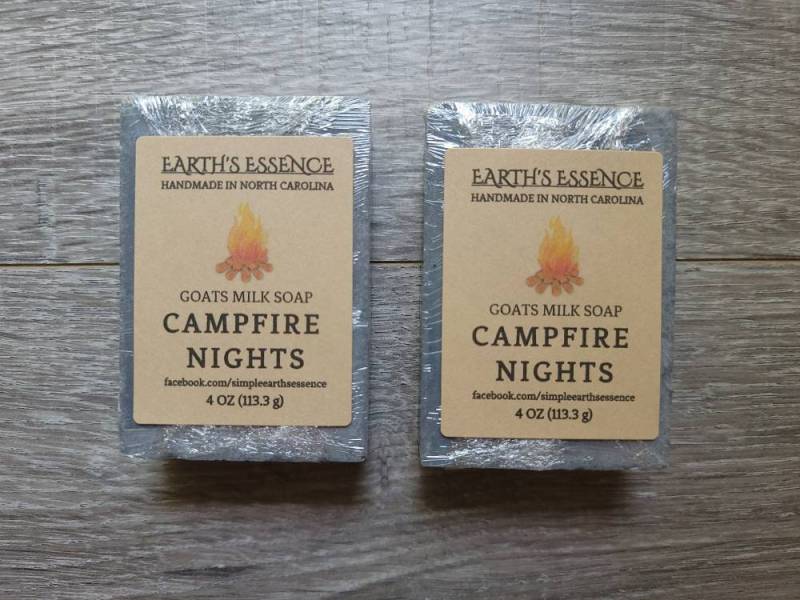 EARTH'S ESSENCE
HANDMADE IN NORTH CAROLINA
GOATS MILK SOAP
CAMPFIRE
NIGHTS
facebook.com/simpleearthsessence
4 OZ (113.3 g)
EARTH'S ESSENCE
HANDMADE IN NORTH CAROLINA
GOATS MILK SOAP
CAMPFIRE
NIGHTS
facebook.com/simpleearthsessence
4 OZ (113.3 g)